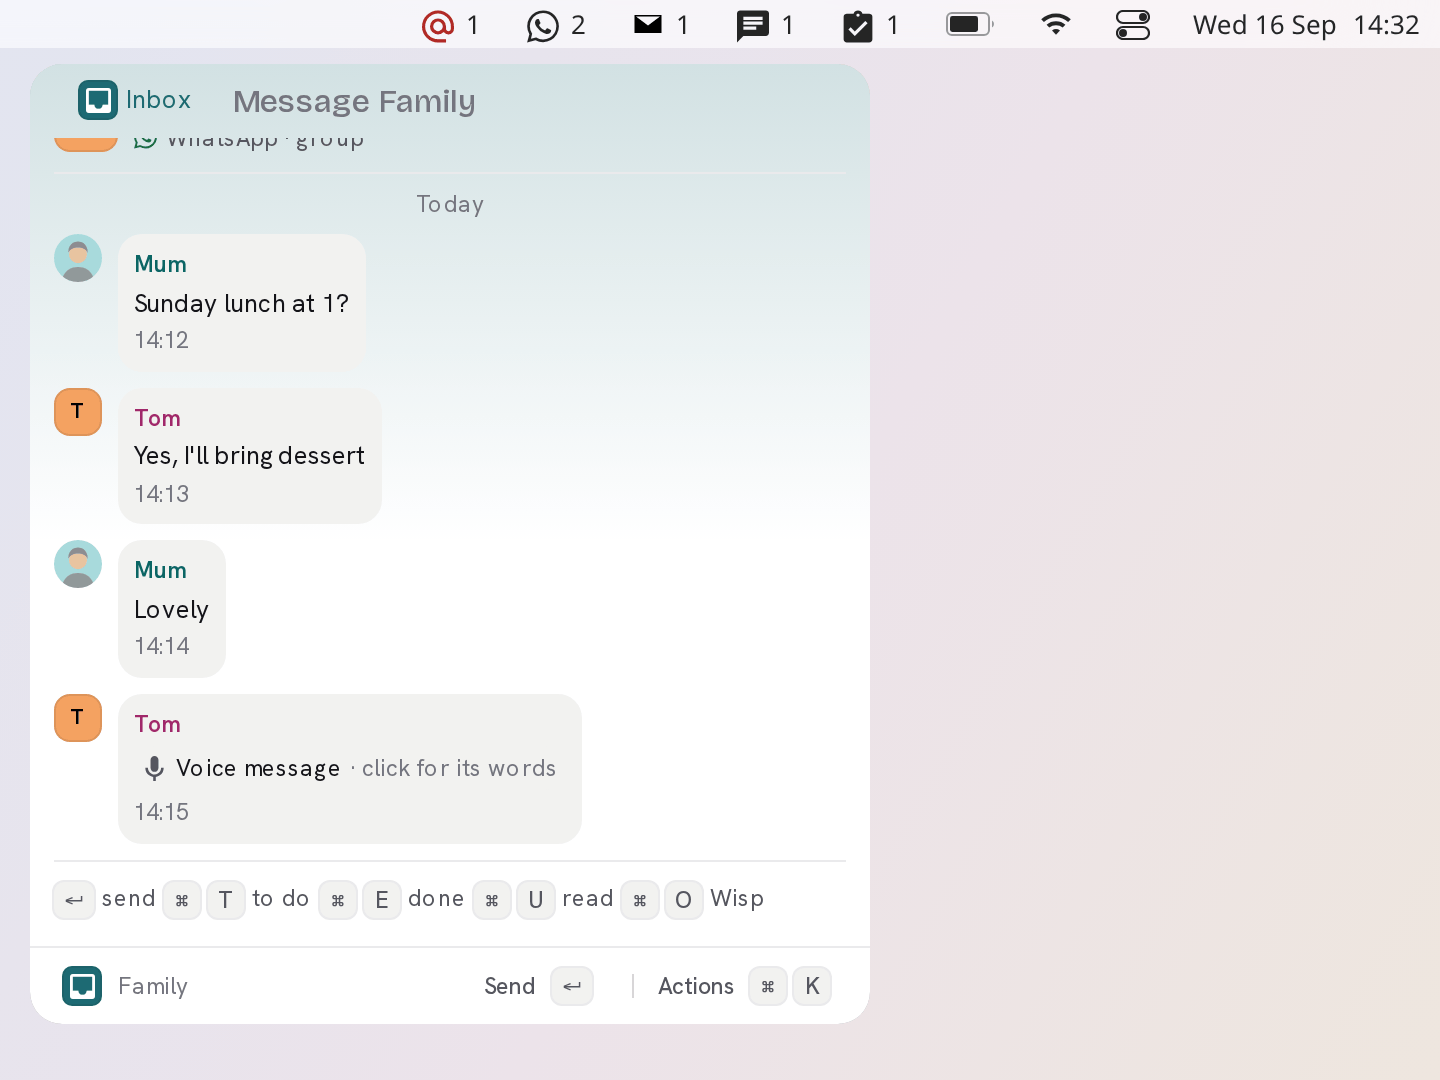 1 2 1 1 1 Wed 16 Sep 14:32
Inbox Message Family
WhatsApp · group
Today
Mum
Sunday lunch at 1?
14:12
T
Tom
Yes, I'll bring dessert
14:13
Mum
Lovely
14:14
T
Tom
Voice message · click for its words
14:15
↵ send ⌘ T to do ⌘ E done ⌘ U read ⌘ O Wisp
Family Send ↵ Actions ⌘ K